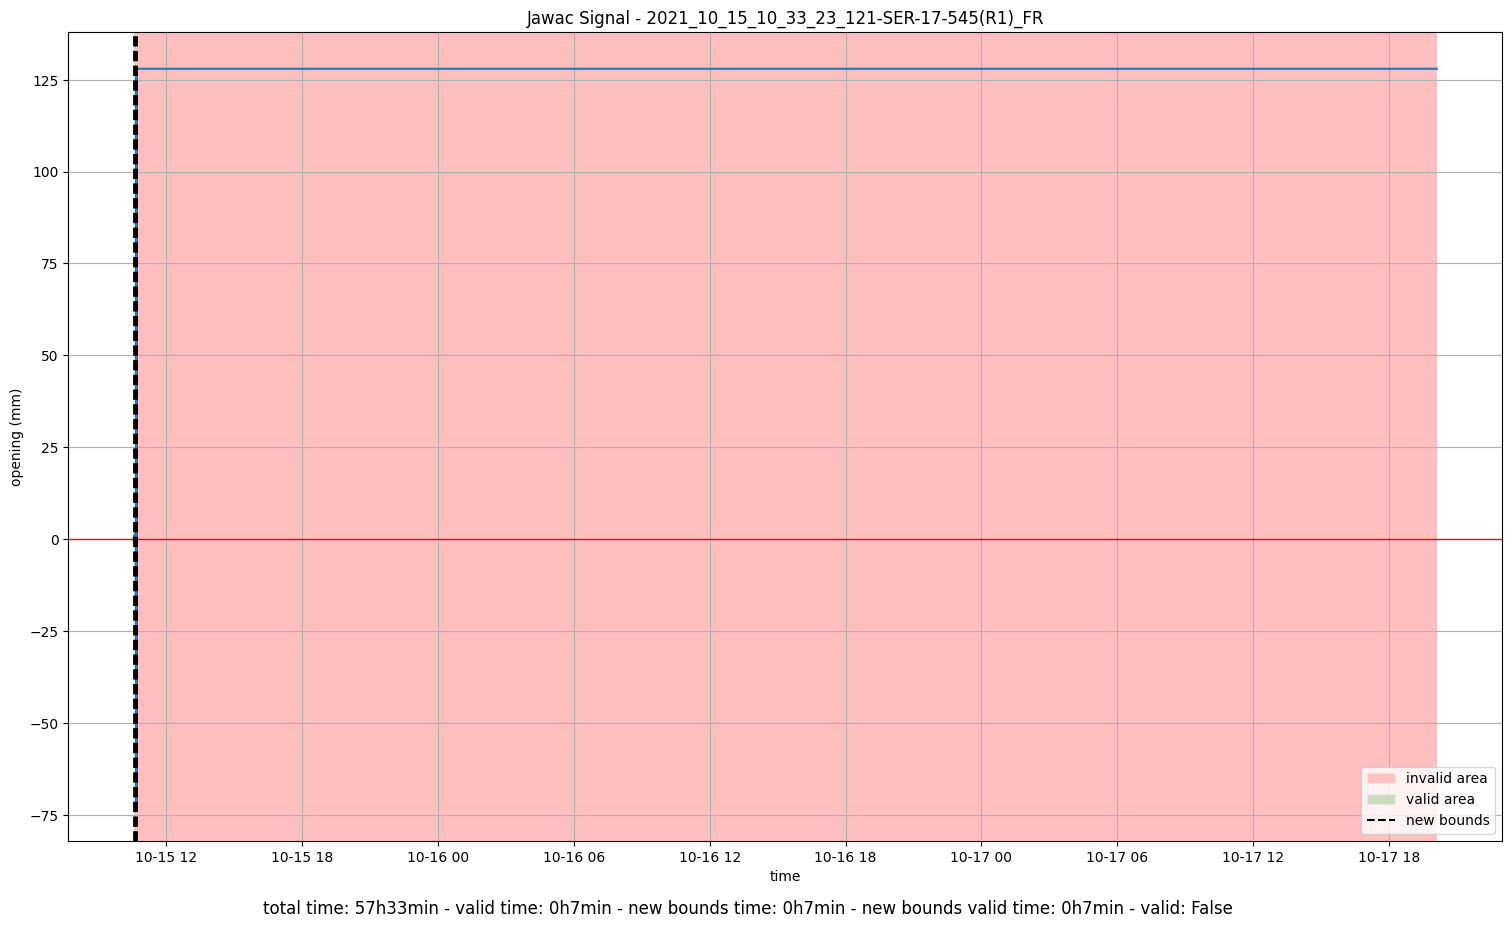 Jawac Signal - 2021_10_15_10_33_23_121-SER-17-545(R1)_FR
125
100
75
50
25
0
−25
−50
−75
opening (mm)
invalid area
valid area
new bounds
10-15 12
10-15 18
10-16 00
10-16 06
10-16 12
10-16 18
10-17 00
10-17 06
10-17 12
10-17 18
time
total time: 57h33min - valid time: 0h7min - new bounds time: 0h7min - new bounds valid time: 0h7min - valid: False